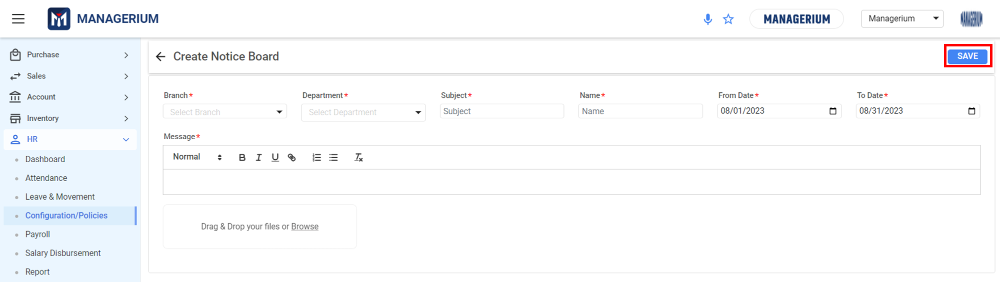 MANAGERIUM
MANAGERIUM
Managerium
MANAGERIUM
Purchase
Sales
Account
Inventory
HR
Dashboard
Attendance
Leave & Movement
Configuration/Policies
Payroll
Salary Disbursement
Report
Create Notice Board
SAVE
Branch* Department* Subject* Name* From Date* To Date*
Select Branch Select Department Subject Name 08/01/2023 08/31/2023
Message*
Normal B I U
Drag & Drop your files or Browse